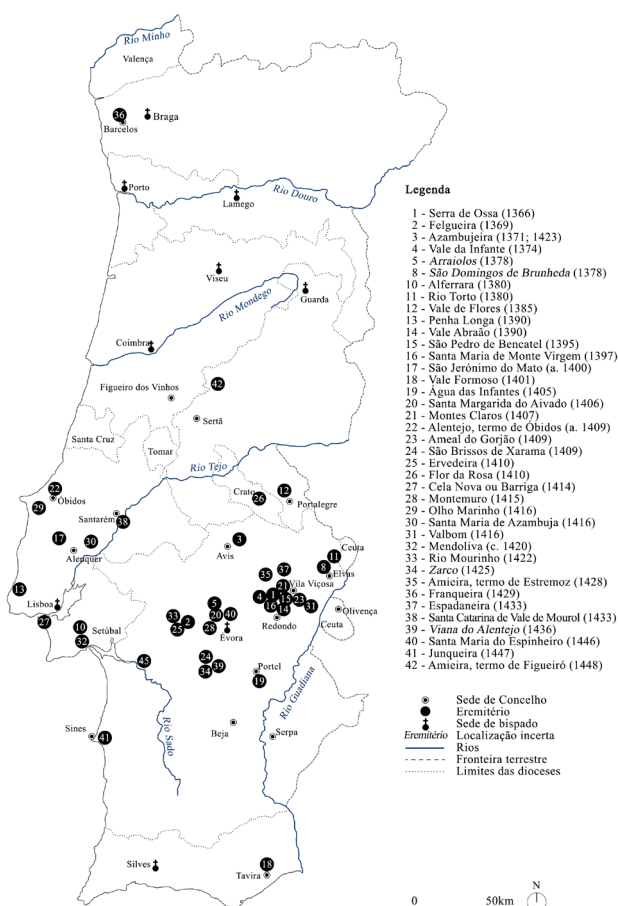 Rio Minho
Valença
36
Braga
Barcelos
Porto
Rio Douro
Lamego
Viseu
Rio Mondego
Guarda
Coimbra
42
Figueiro dos Vinhos
Sertã
Santa Cruz
Tomar
Rio Tejo
22
Óbidos
29
Crato
26
12
Portalegre
Santarém
38
17
30
Alenquer
3
Avis
Ceuta
11
8
Elvas
35
37
21
Vila Viçosa
4
1
15
23
16
14
31
Redondo
Olivença
Ceuta
13
Lisboa
27
10
Setúbal
32
5
33
2
20
40
25
28
Évora
45
24
39
34
Portel
19
Rio Guadiana
Rio Sado
Sines
41
Beja
Serpa
Silves
18
Tavira
Legenda
1 - Serra de Ossa (1366)
2 - Felgueira (1369)
3 - Azambujeira (1371; 1423)
4 - Vale da Infante (1374)
5 - Arraiolos (1378)
8 - São Domingos de Brunheda (1378)
10 - Alferrara (1380)
11 - Rio Torto (1380)
12 - Vale de Flores (1385)
13 - Penha Longa (1390)
14 - Vale Abraão (1390)
15 - São Pedro de Bencatel (1395)
16 - Santa Maria de Monte Virgem (1397)
17 - São Jerónimo do Mato (a. 1400)
18 - Vale Formoso (1401)
19 - Água das Infantes (1405)
20 - Santa Margarida do Aivado (1406)
21 - Montes Claros (1407)
22 - Alentejo, termo de Óbidos (a. 1409)
23 - Ameal do Gorjão (1409)
24 - São Brissos de Xarama (1409)
25 - Ervedeira (1410)
26 - Flor da Rosa (1410)
27 - Cela Nova ou Barriga (1414)
28 - Montemuro (1415)
29 - Olho Marinho (1416)
30 - Santa Maria de Azambuja (1416)
31 - Valbom (1416)
32 - Mendoliva (c. 1420)
33 - Rio Mourinho (1422)
34 - Zarco (1425)
35 - Amieira, termo de Estremoz (1428)
36 - Franqueira (1429)
37 - Espadaneira (1433)
38 - Santa Catarina de Vale de Mourol (1433)
39 - Viana do Alentejo (1436)
40 - Santa Maria do Espinheiro (1446)
41 - Junqueira (1447)
42 - Amieira, termo de Figueiró (1448)
Sede de Concelho
Eremitério
Sede de bispado
Eremitério Localização incerta
Rios
Fronteira terrestre
Limites das dioceses
0 50km
N